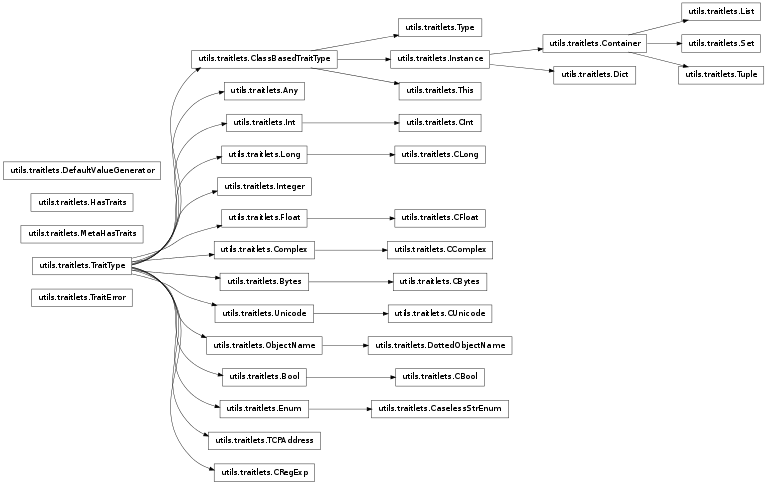 utils.traitlets.List
utils.traitlets.Type
utils.traitlets.Container
utils.traitlets.Set
utils.traitlets.ClassBasedTraitType
utils.traitlets.Instance
utils.traitlets.Dict
utils.traitlets.Tuple
utils.traitlets.Any
utils.traitlets.This
utils.traitlets.Int
utils.traitlets.CInt
utils.traitlets.Long
utils.traitlets.CLong
utils.traitlets.DefaultValueGenerator
utils.traitlets.Integer
utils.traitlets.HasTraits
utils.traitlets.Float
utils.traitlets.CFloat
utils.traitlets.MetaHasTraits
utils.traitlets.Complex
utils.traitlets.CComplex
utils.traitlets.TraitType
utils.traitlets.Bytes
utils.traitlets.CBytes
utils.traitlets.TraitError
utils.traitlets.Unicode
utils.traitlets.CUnicode
utils.traitlets.ObjectName
utils.traitlets.DottedObjectName
utils.traitlets.Bool
utils.traitlets.CBool
utils.traitlets.Enum
utils.traitlets.CaselessStrEnum
utils.traitlets.TCPAddress
utils.traitlets.CRegExp